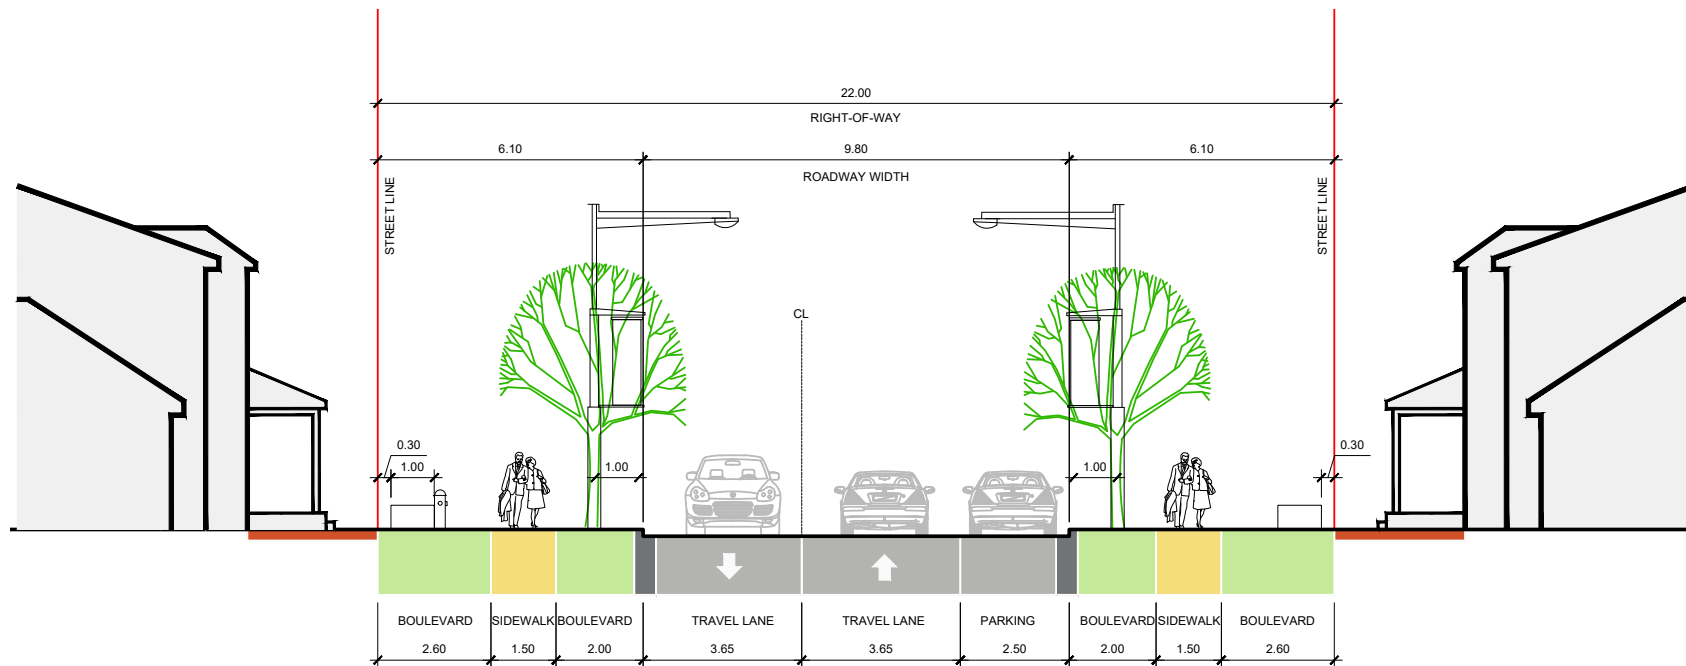 22.00
RIGHT-OF-WAY
6.10 9.80 6.10
ROADWAY WIDTH
STREET LINE
STREET LINE
CL
0.30
1.00
1.00
1.00
0.30
BOULEVARD SIDEWALK BOULEVARD TRAVEL LANE TRAVEL LANE PARKING BOULEVARD SIDEWALK BOULEVARD
2.60 1.50 2.00 3.65 3.65 2.50 2.00 1.50 2.60